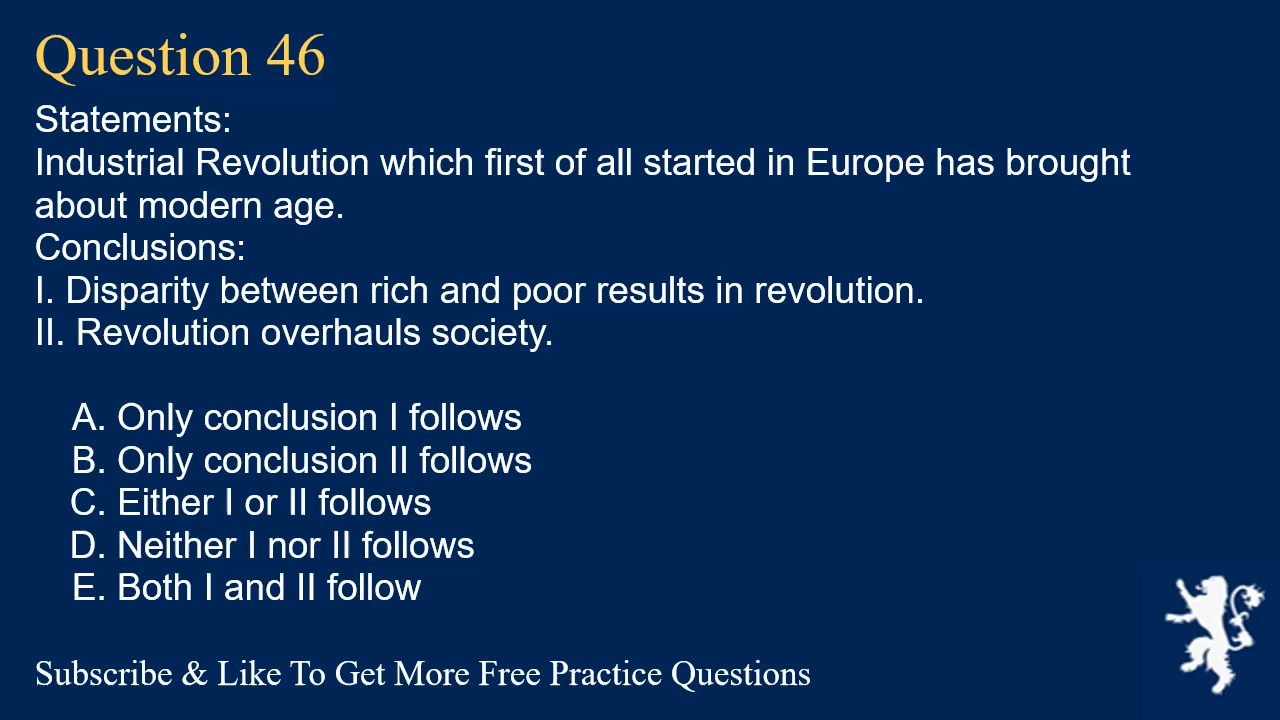 Question 46
Statements:
Industrial Revolution which first of all started in Europe has brought
about modern age.
Conclusions:
I. Disparity between rich and poor results in revolution.
II. Revolution overhauls society.
A. Only conclusion I follows
B. Only conclusion II follows
C. Either I or II follows
D. Neither I nor II follows
E. Both I and II follow
Subscribe & Like To Get More Free Practice Questions